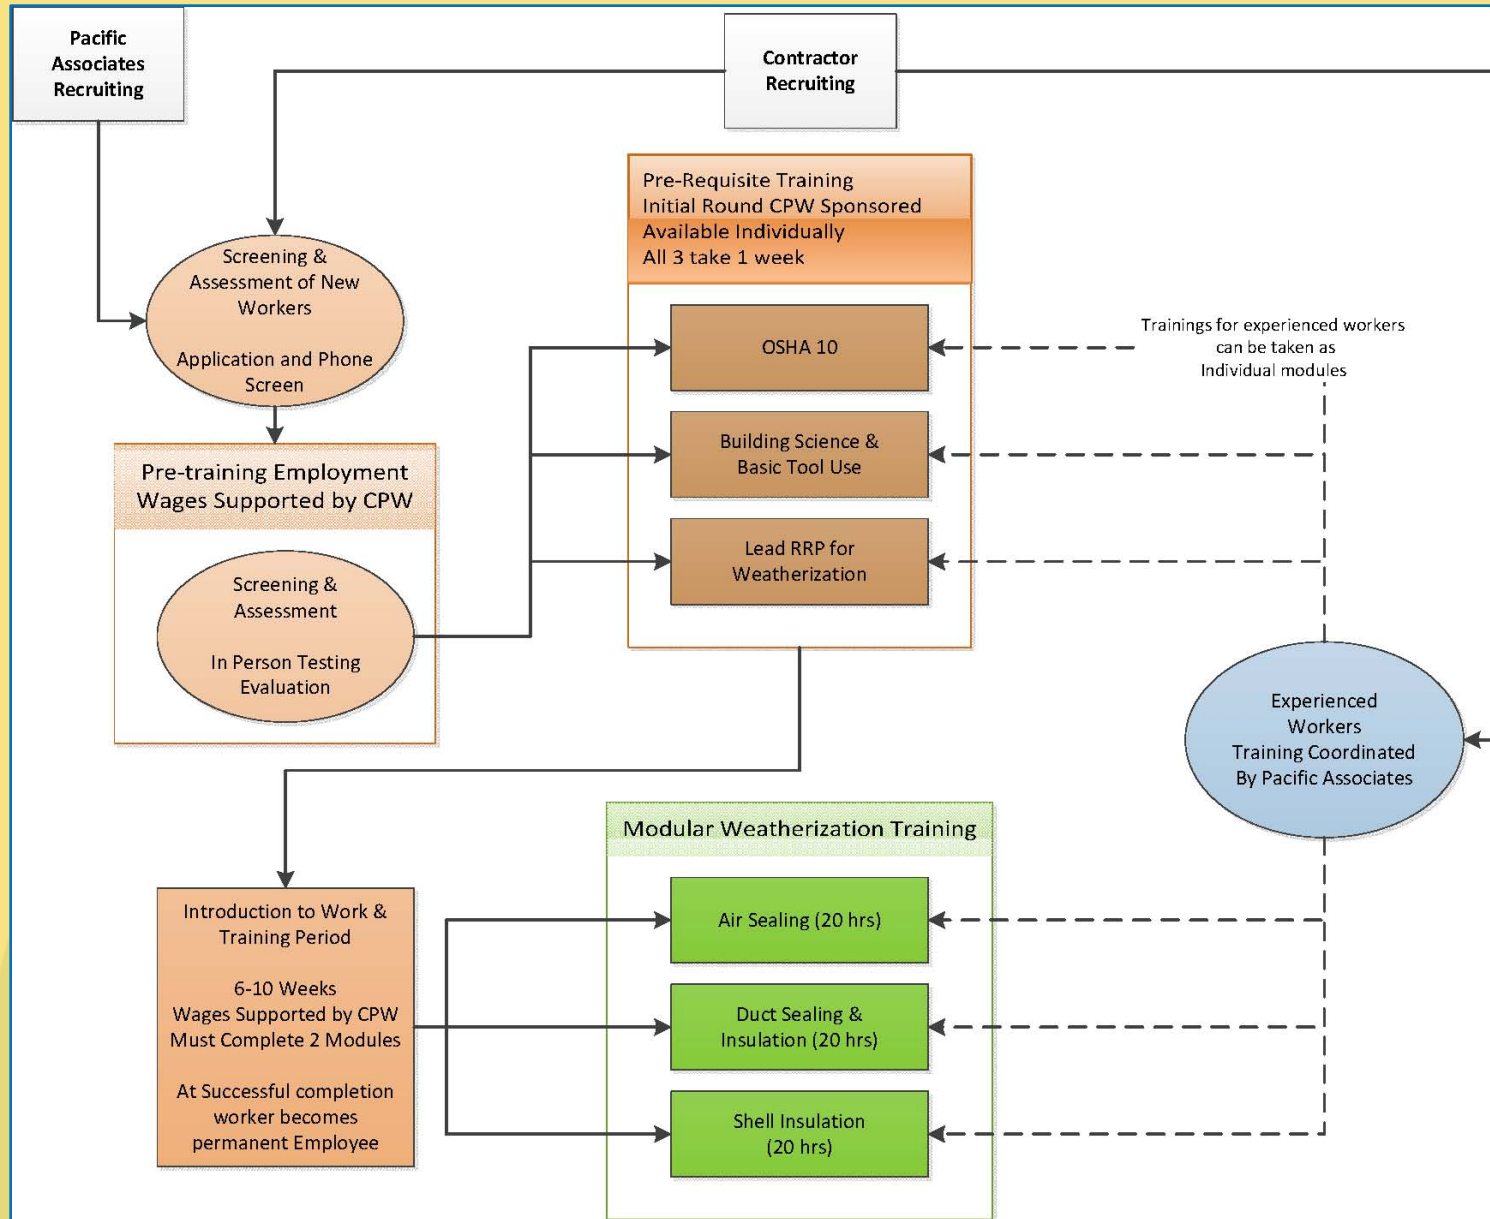 Pacific
Associates
Recruiting
Contractor
Recruiting
Screening &
Assessment of New
Workers
Application and Phone
Screen
Pre-training Employment
Wages Supported by CPW
Screening &
Assessment
In Person Testing
Evaluation
Pre-Requisite Training
Initial Round CPW Sponsored
Available Individually
All 3 take 1 week
OSHA 10
Building Science &
Basic Tool Use
Lead RRP for
Weatherization
Trainings for experienced workers
can be taken as
Individual modules
Experienced
Workers
Training Coordinated
By Pacific Associates
Introduction to Work &
Training Period
6-10 Weeks
Wages Supported by CPW
Must Complete 2 Modules
At Successful completion
worker becomes
permanent Employee
Modular Weatherization Training
Air Sealing (20 hrs)
Duct Sealing &
Insulation (20 hrs)
Shell Insulation
(20 hrs)